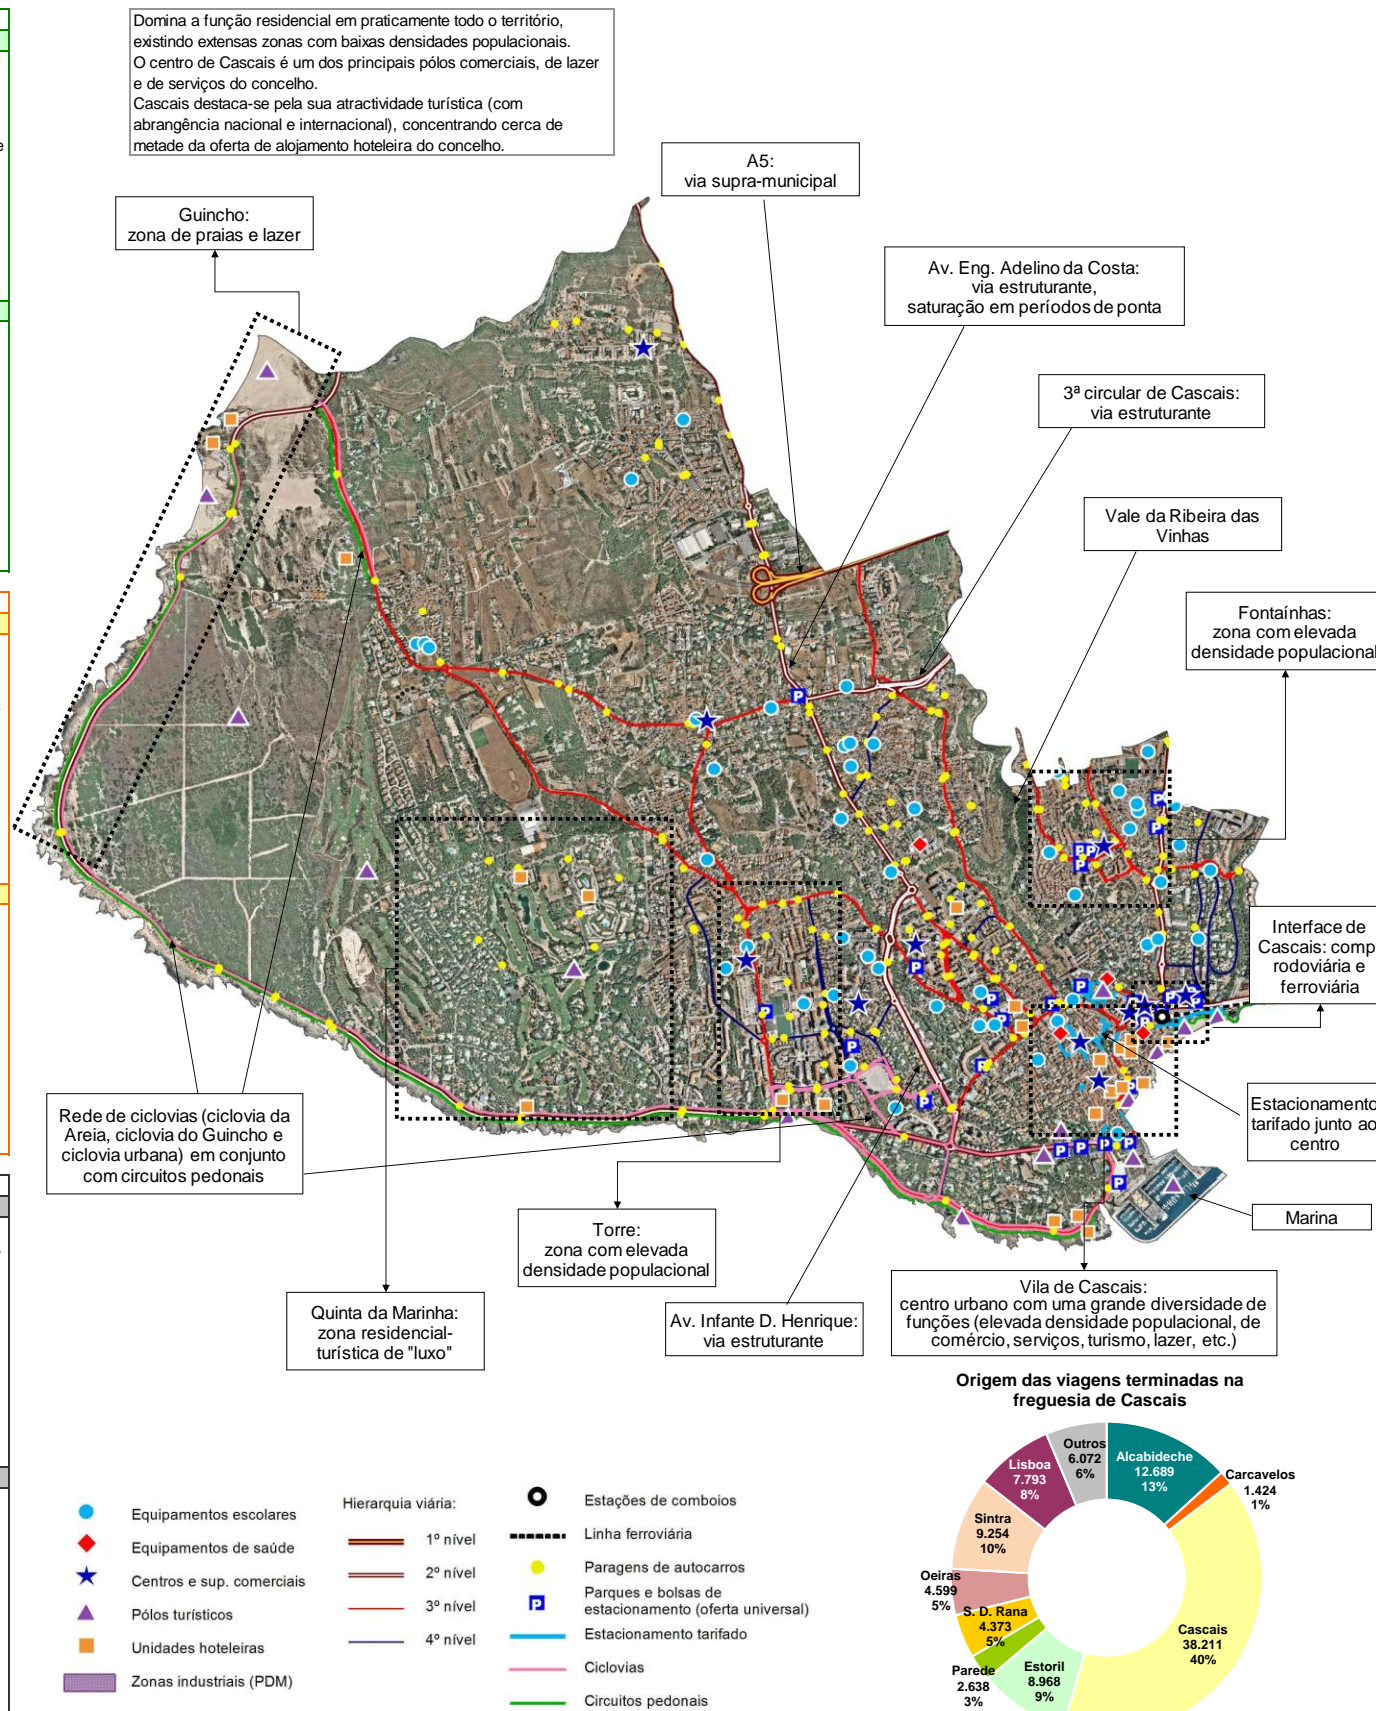 Domina a função residencial em praticamente todo o território,
existindo extensas zonas com baixas densidades populacionais.
O centro de Cascais é um dos principais pólos comerciais, de lazer
e de serviços do concelho.
Cascais destaca-se pela sua atractividade turística (com
abrangência nacional e internacional), concentrando cerca de
metade da oferta de alojamento hoteleira do concelho.
e
A5:
via supra-municipal
Guincho:
zona de praias e lazer
Av. Eng. Adelino da Costa:
via estruturante,
saturação em períodos de ponta
3ª circular de Cascais:
via estruturante
Vale da Ribeira das
Vinhas
Fontaínhas:
zona com elevada
densidade populacional
Interface de
Cascais: comp
rodoviária e
ferroviária
Estacionamento
tarifado junto ao
centro
Marina
Rede de ciclovias (ciclovia da
Areia, ciclovia do Guincho e
ciclovia urbana) em conjunto
com circuitos pedonais
Torre:
zona com elevada
densidade populacional
Quinta da Marinha:
zona residencial-
turística de "luxo"
Av. Infante D. Henrique:
via estruturante
Vila de Cascais:
centro urbano com uma grande diversidade de
funções (elevada densidade populacional, de
comércio, serviços, turismo, lazer, etc.)
Origem das viagens terminadas na
freguesia de Cascais
Outros
6.072
6%
Alcabideche
12.689
13%
Carcavelos
1.424
1%
Cascais
38.211
40%
Estoril
8.968
9%
Parede
2.638
3%
S. D. Rana
4.373
5%
Oeiras
4.599
5%
Sintra
9.254
10%
Lisboa
7.793
8%
Equipamentos escolares
Equipamentos de saúde
Centros e sup. comerciais
Pólos turísticos
Unidades hoteleiras
Zonas industriais (PDM)
Hierarquia viária:
1º nível
2º nível
3º nível
4º nível
Estações de comboios
Linha ferroviária
Paragens de autocarros
P Parques e bolsas de
estacionamento (oferta universal)
Estacionamento tarifado
Ciclovias
Circuitos pedonais